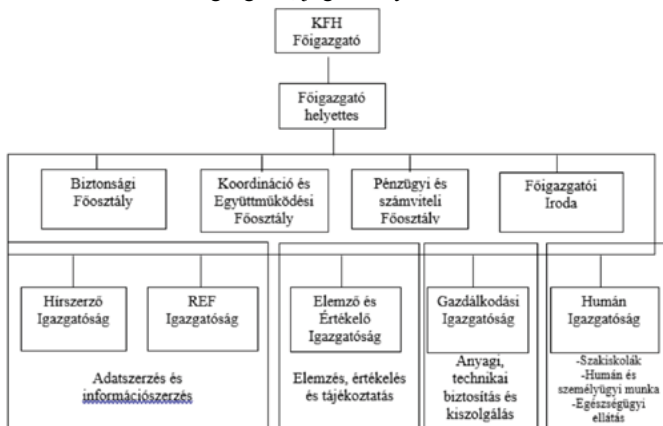 KFH
Főigazgató
Főigazgató
helyettes
Biztonsági
Főosztály
Koordináció és
Együttműködési
Főosztály
Pénzügyi és
számviteli
Főosztály
Főigazgatói
Iroda
Hírszerző
Igazgatóság
REF
Igazgatóság
Elemző és
Értékelő
Igazgatóság
Gazdálkodási
Igazgatóság
Humán
Igazgatóság
Adatszerzés és
információszerzés
Elemzés, értékelés
és tájékoztatás
Anyagi,
technikai
biztosítás és
kiszolgálás
-Szakiskolák
-Humán és
személyügyi munka
-Egészségügyi
ellátás